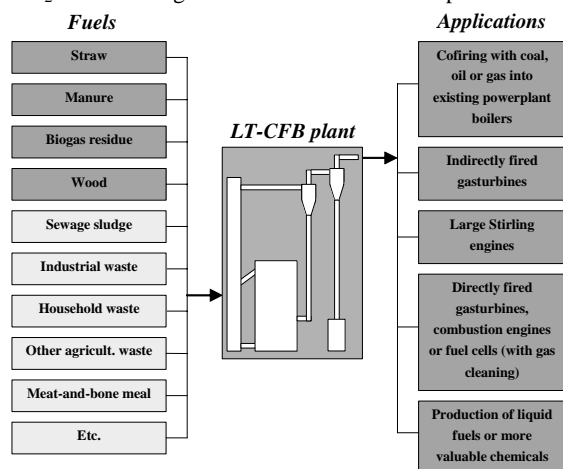 Fuels
Straw
Manure
Biogas residue
Wood
Sewage sludge
Industrial waste
Household waste
Other agricult. waste
Meat-and-bone meal
Etc.
LT-CFB plant
Applications
Cofiring with coal,
oil or gas into
existing powerplant
boilers
Indirectly fired
gasturbines
Large Stirling
engines
Directly fired
gasturbines,
combustion engines
or fuel cells (with gas
cleaning)
Production of liquid
fuels or more
valuable chemicals